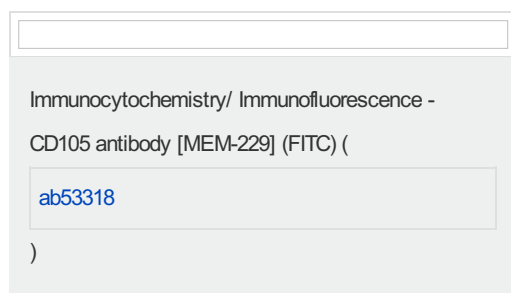 Immunocytochemistry/ Immunofluorescence -
CD105 antibody [MEM-229] (FITC) (
ab53318
)